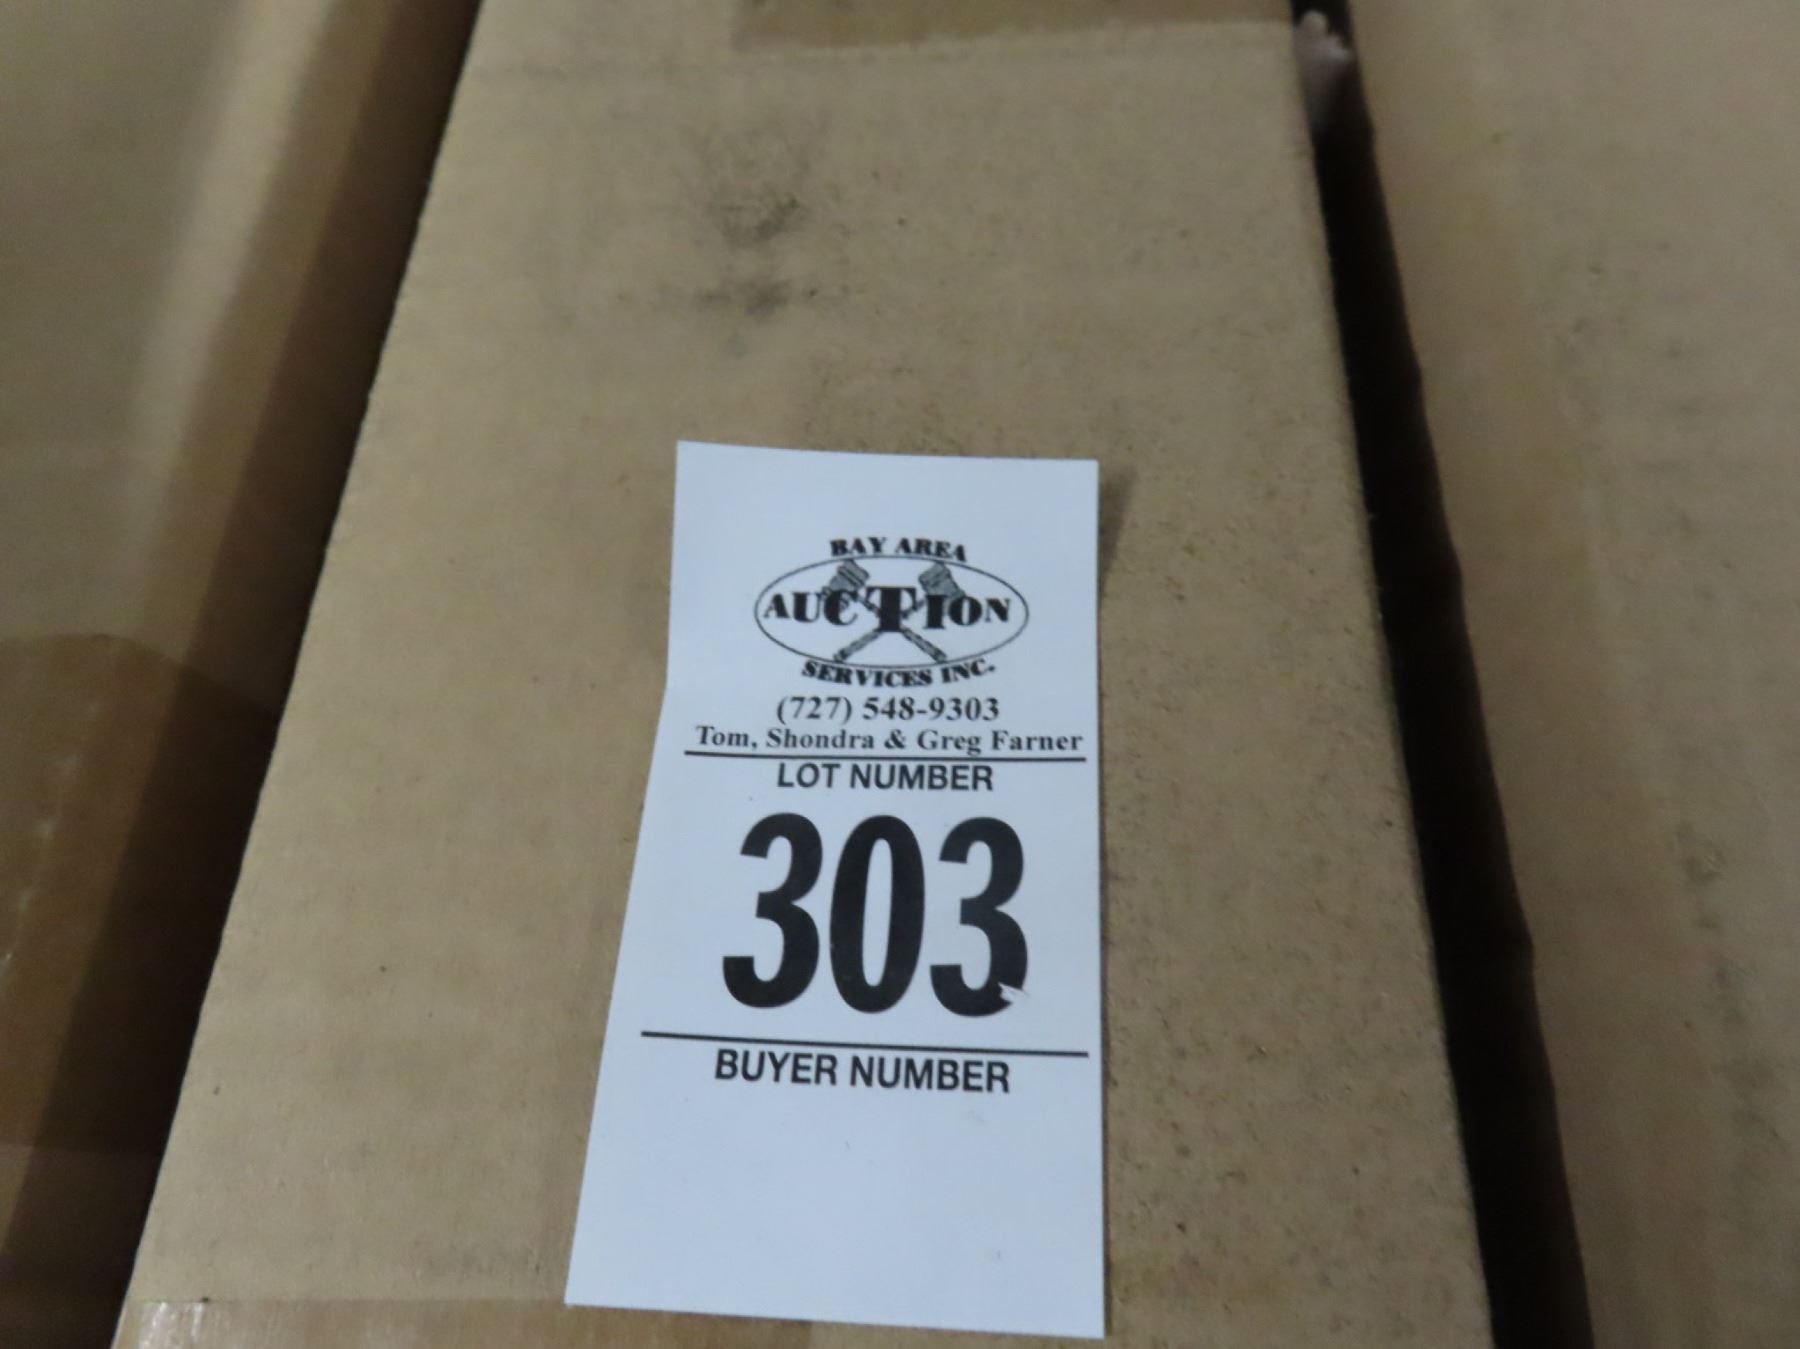 BAY AREA
AUCTION
SERVICES INC.
(727) 548-9303
Tom, Shondra & Greg Farner
LOT NUMBER
303
BUYER NUMBER